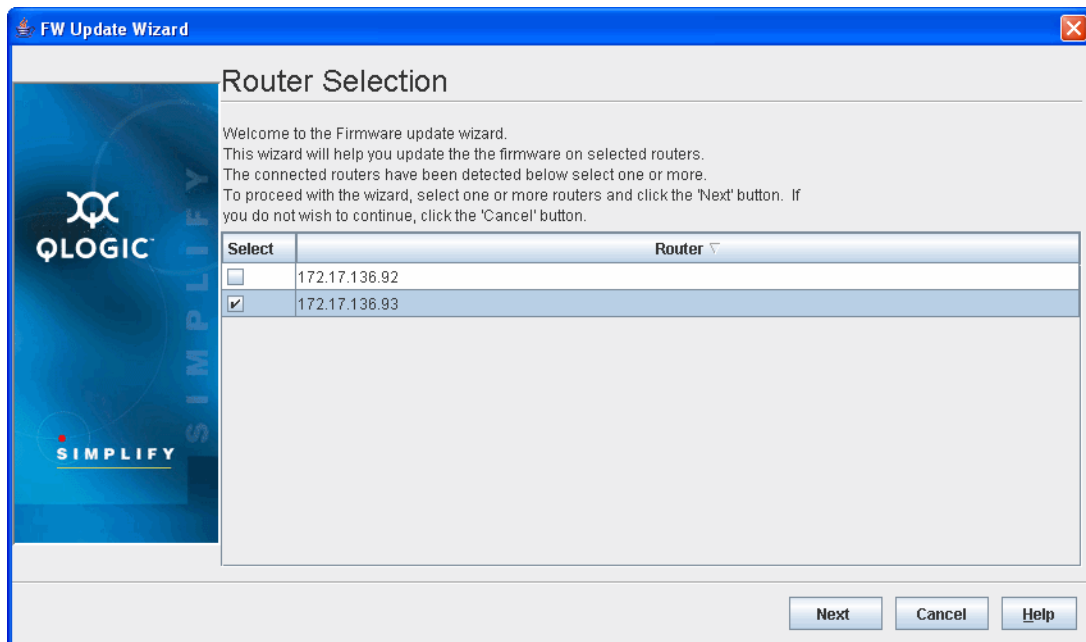 FW Update Wizard
Router Selection
Welcome to the Firmware update wizard.
This wizard will help you update the the firmware on selected routers.
The connected routers have been detected below select one or more.
To proceed with the wizard, select one or more routers and click the 'Next' button. If
you do not wish to continue, click the 'Cancel' button.
QLOGIC
SIMPLIFY
SIMPLIFY
Select Router
172.17.136.92
172.17.136.93
Next Cancel Help